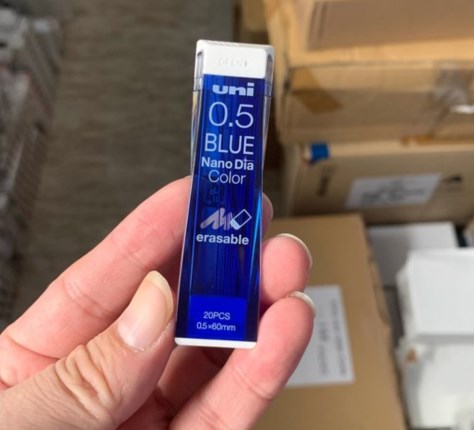 uni
0.5
BLUE
Nano Dia
Color
erasable
20PCS
0.5×60mm